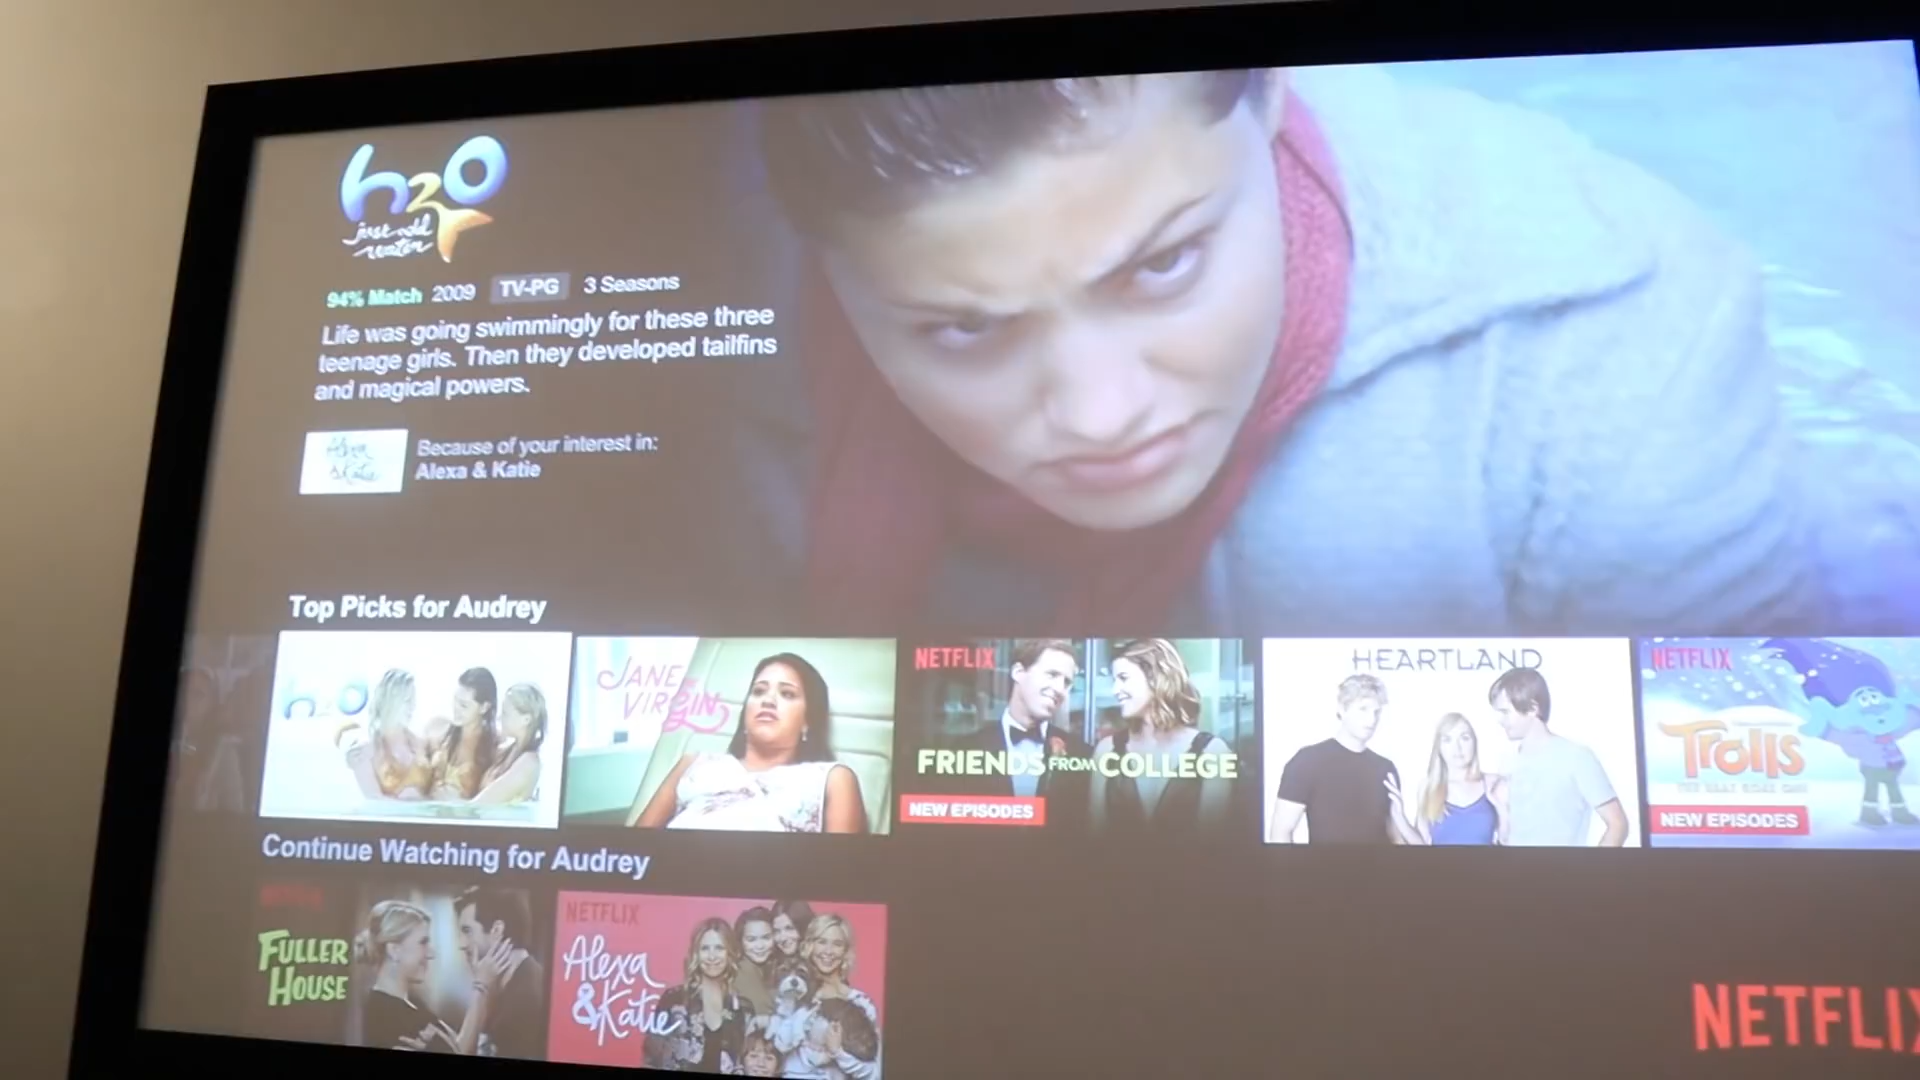 h2O
just add
water
94% Match 2009 TV-PG 3 Seasons
Life was going swimmingly for these three
teenage girls. Then they developed tailfins
and magical powers.
Alexa
& Katie
Because of your interest in:
Alexa & Katie
Top Picks for Audrey
h2O
JANE
VIRGIN
NETFLIX
FRIENDS FROM COLLEGE
NEW EPISODES
HEARTLAND
NETFLIX
Trolls
NEW EPISODES
Continue Watching for Audrey
NETFLIX
FULLER
HOUSE
NETFLIX
Alexa
& Katie
NETFLIX